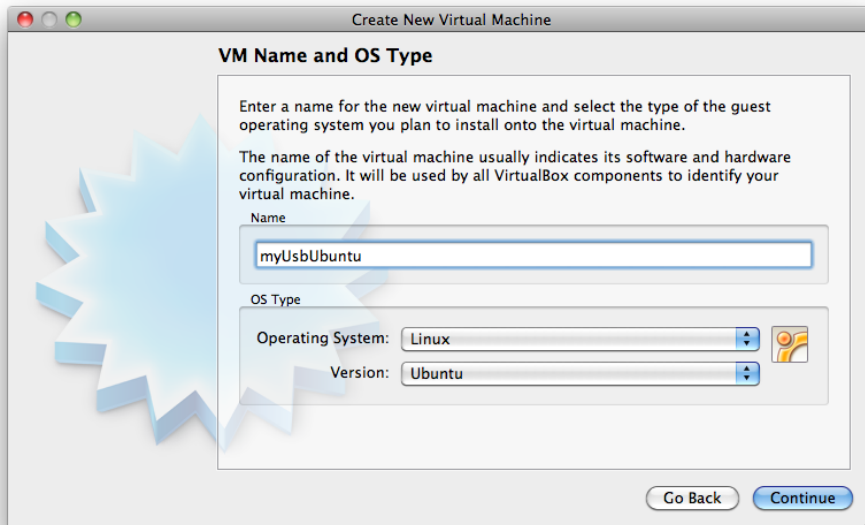 Create New Virtual Machine
VM Name and OS Type
Enter a name for the new virtual machine and select the type of the guest
operating system you plan to install onto the virtual machine.
The name of the virtual machine usually indicates its software and hardware
configuration. It will be used by all VirtualBox components to identify your
virtual machine.
Name
myUsbUbuntu
OS Type
Operating System: Linux
Version: Ubuntu
Go Back Continue